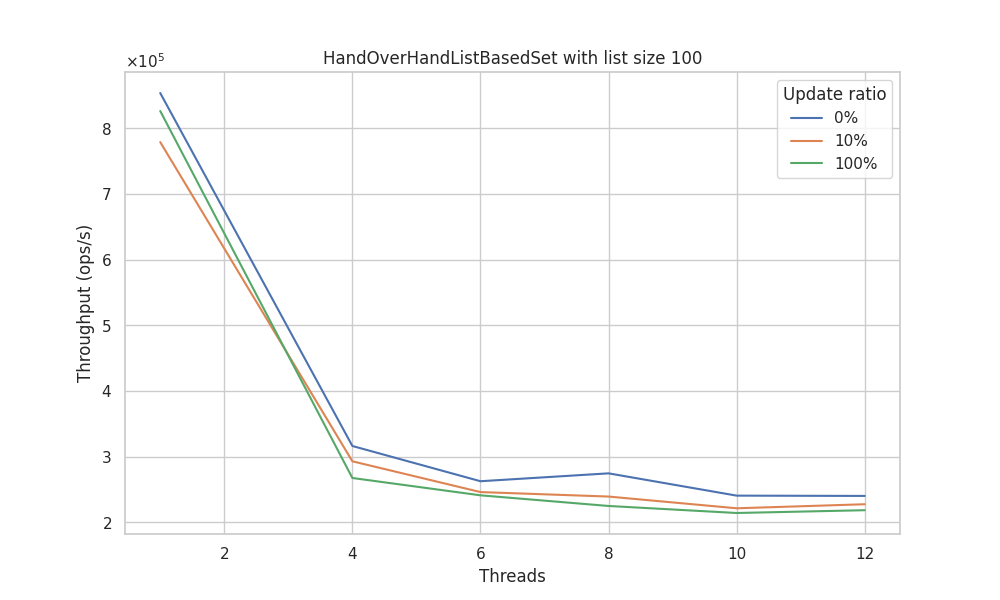 HandOverHandListBasedSet with list size 100
×10⁵
Update ratio
0%
10%
100%
8
7
6
5
4
3
2
Throughput (ops/s)
2 4 6 8 10 12
Threads